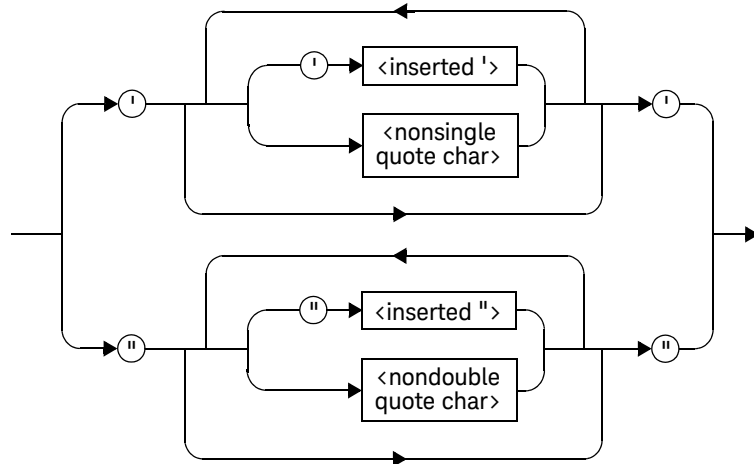 ' <inserted '>
' '
<nonsingle
quote char>
" <inserted ">
" "
<nondouble
quote char>